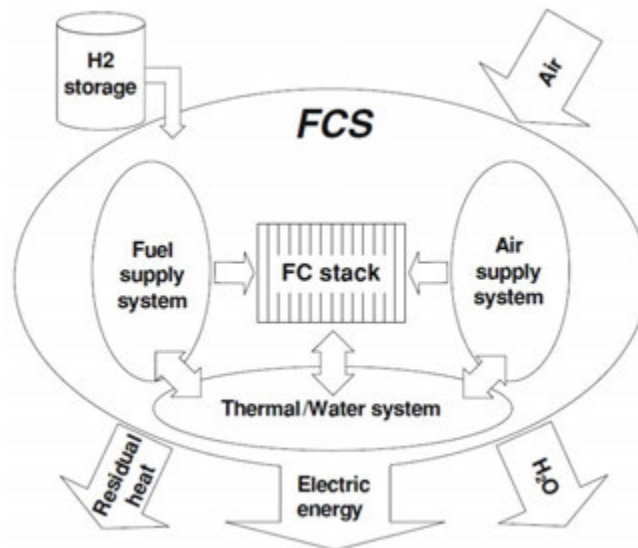 H2
storage
Air
FCS
Fuel
supply
system
FC stack
Air
supply
system
Thermal/Water system
Residual
heat
Electric
energy
H₂O